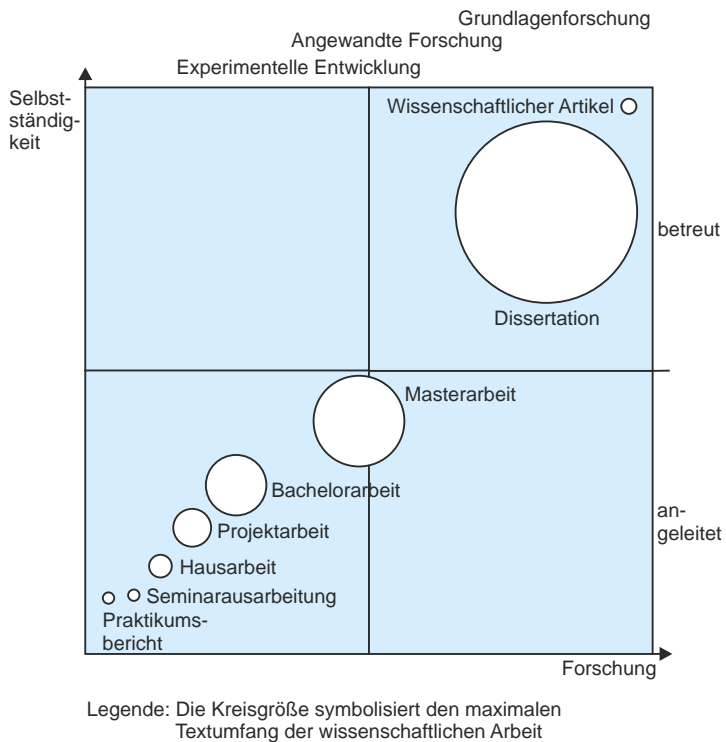 Grundlagenforschung
Angewandte Forschung
Experimentelle Entwicklung
Selbst-
ständig-
keit
Wissenschaftlicher Artikel
betreut
Dissertation
Masterarbeit
Bachelorarbeit
an-
geleitet
Projektarbeit
Hausarbeit
Seminarausarbeitung
Praktikums-
bericht
Forschung
Legende: Die Kreisgröße symbolisiert den maximalen
Textumfang der wissenschaftlichen Arbeit